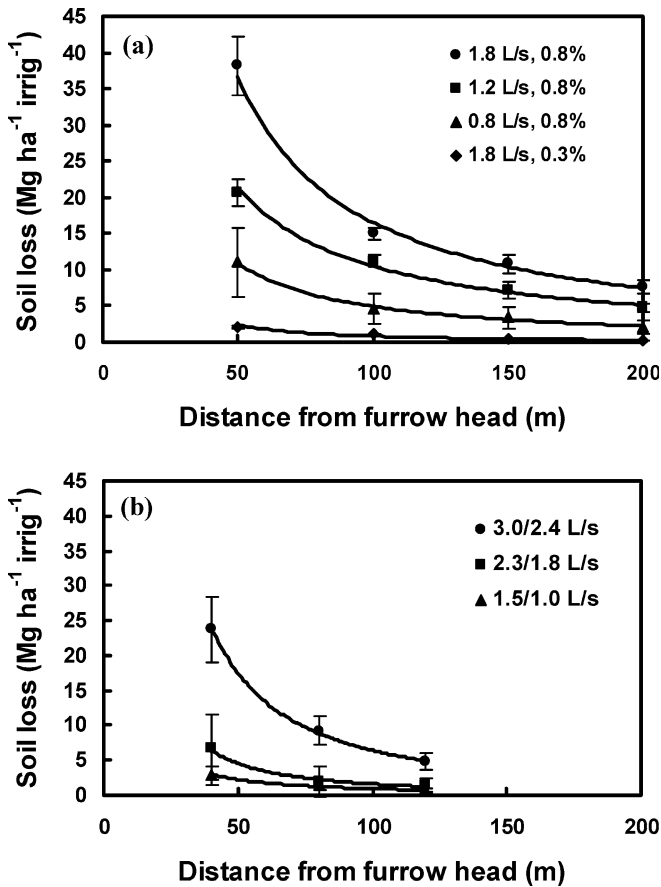 (a)
1.8 L/s, 0.8%
1.2 L/s, 0.8%
0.8 L/s, 0.8%
1.8 L/s, 0.3%
45
40
35
30
25
20
15
10
5
0
Soil loss (Mg ha⁻¹ irrig⁻¹)
0 50 100 150 200
Distance from furrow head (m)
(b)
3.0/2.4 L/s
2.3/1.8 L/s
1.5/1.0 L/s
45
40
35
30
25
20
15
10
5
0
Soil loss (Mg ha⁻¹ irrig⁻¹)
0 50 100 150 200
Distance from furrow head (m)